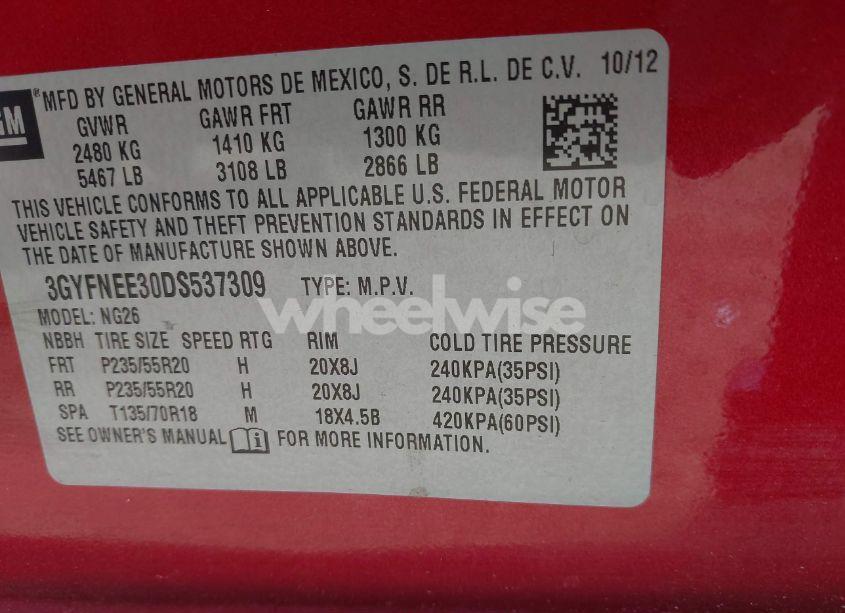 GM
®MFD BY GENERAL MOTORS DE MEXICO, S. DE R.L. DE C.V. 10/12
GVWR GAWR FRT GAWR RR
2480 KG 1410 KG 1300 KG
5467 LB 3108 LB 2866 LB
THIS VEHICLE CONFORMS TO ALL APPLICABLE U.S. FEDERAL MOTOR
VEHICLE SAFETY AND THEFT PREVENTION STANDARDS IN EFFECT ON
THE DATE OF MANUFACTURE SHOWN ABOVE.
3GYFNEE30DS537309 TYPE: M.P.V.
wheelwise
MODEL: NG26
NBBH TIRE SIZE SPEED RTG RIM COLD TIRE PRESSURE
FRT P235/55R20 H 20X8J 240KPA(35PSI)
RR P235/55R20 H 20X8J 240KPA(35PSI)
SPA T135/70R18 M 18X4.5B 420KPA(60PSI)
SEE OWNER'S MANUAL FOR MORE INFORMATION.